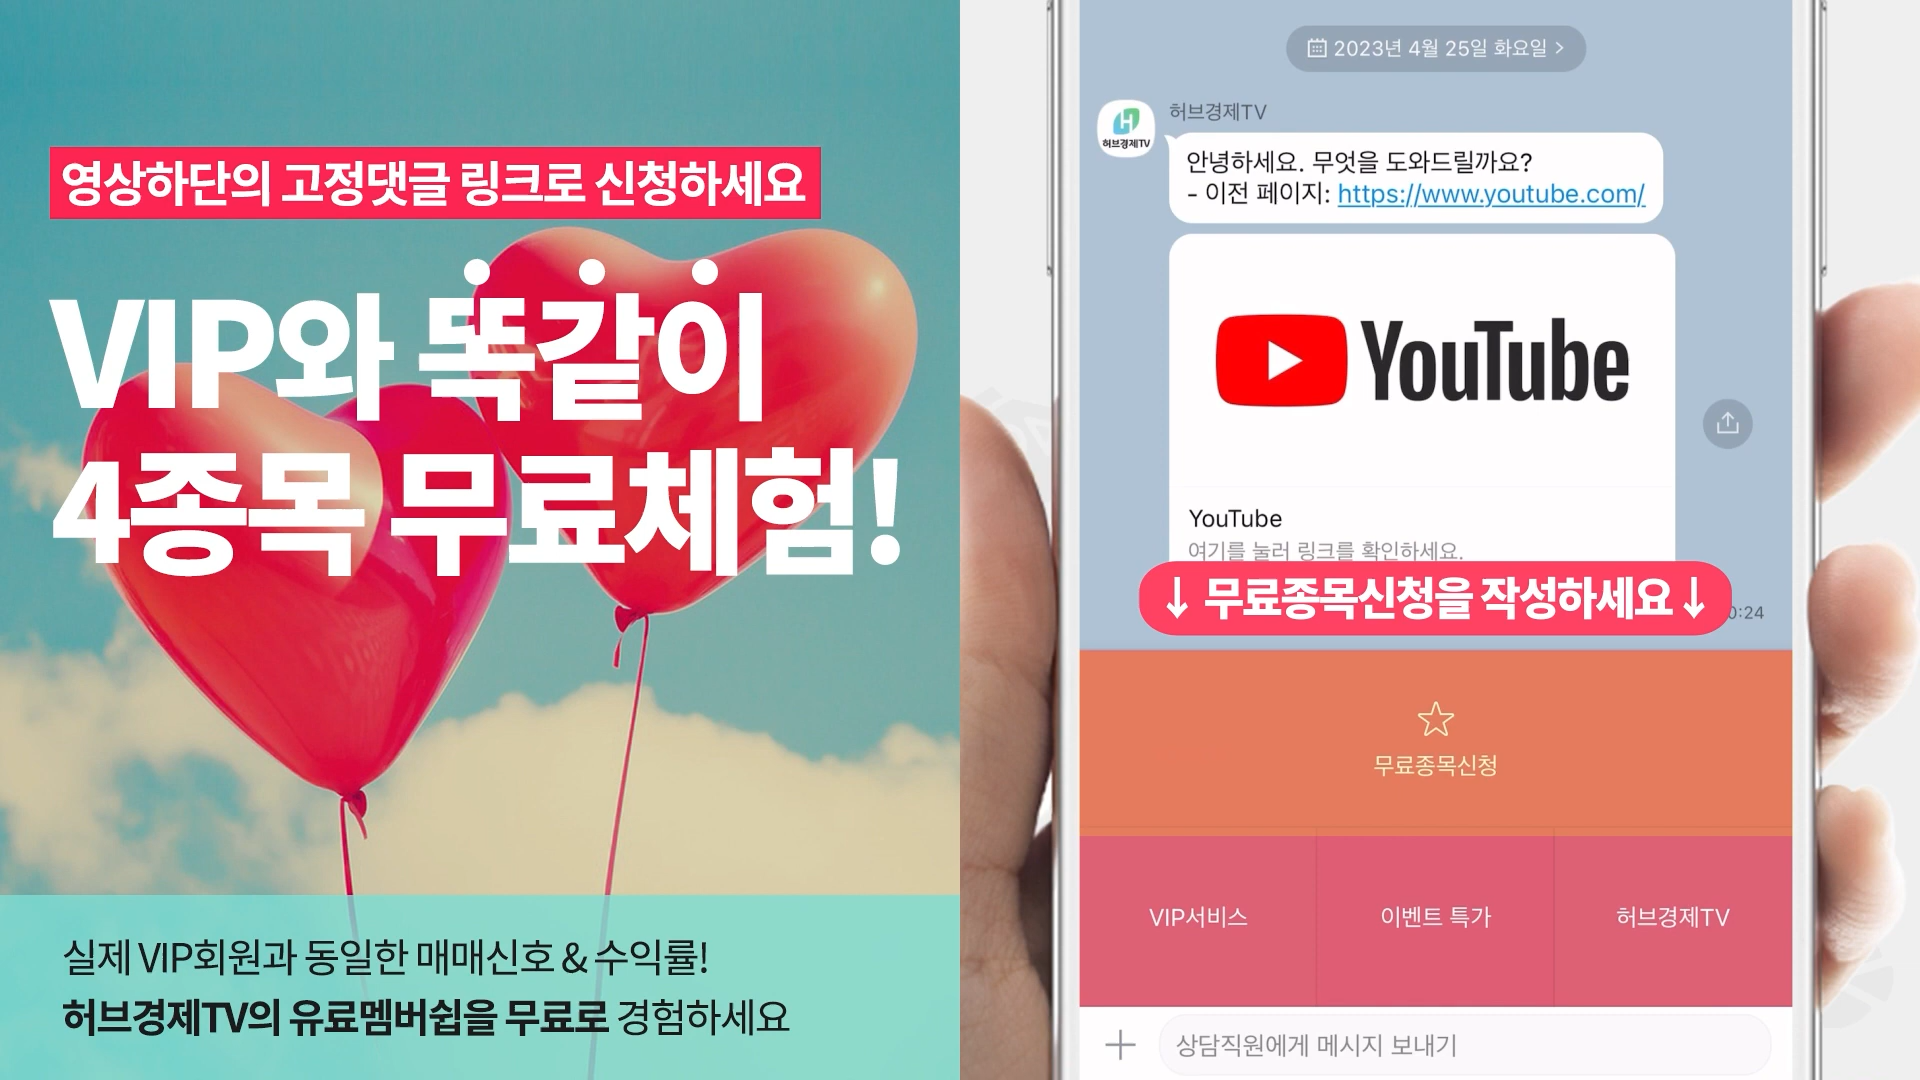 영상하단의 고정댓글 링크로 신청하세요
VIP와 똑같이
4종목 무료체험!
실제 VIP회원과 동일한 매매신호 & 수익률!
허브경제TV의 유료멤버쉽을 무료로 경험하세요
2023년 4월 25일 화요일 >
허브경제TV
허브경제TV
안녕하세요. 무엇을 도와드릴까요?
- 이전 페이지: https://www.youtube.com/
YouTube
YouTube
여기를 눌러 링크를 확인하세요.
↓ 무료종목신청을 작성하세요 ↓
0:24
무료종목신청
VIP서비스
이벤트 특가
허브경제TV
상담직원에게 메시지 보내기